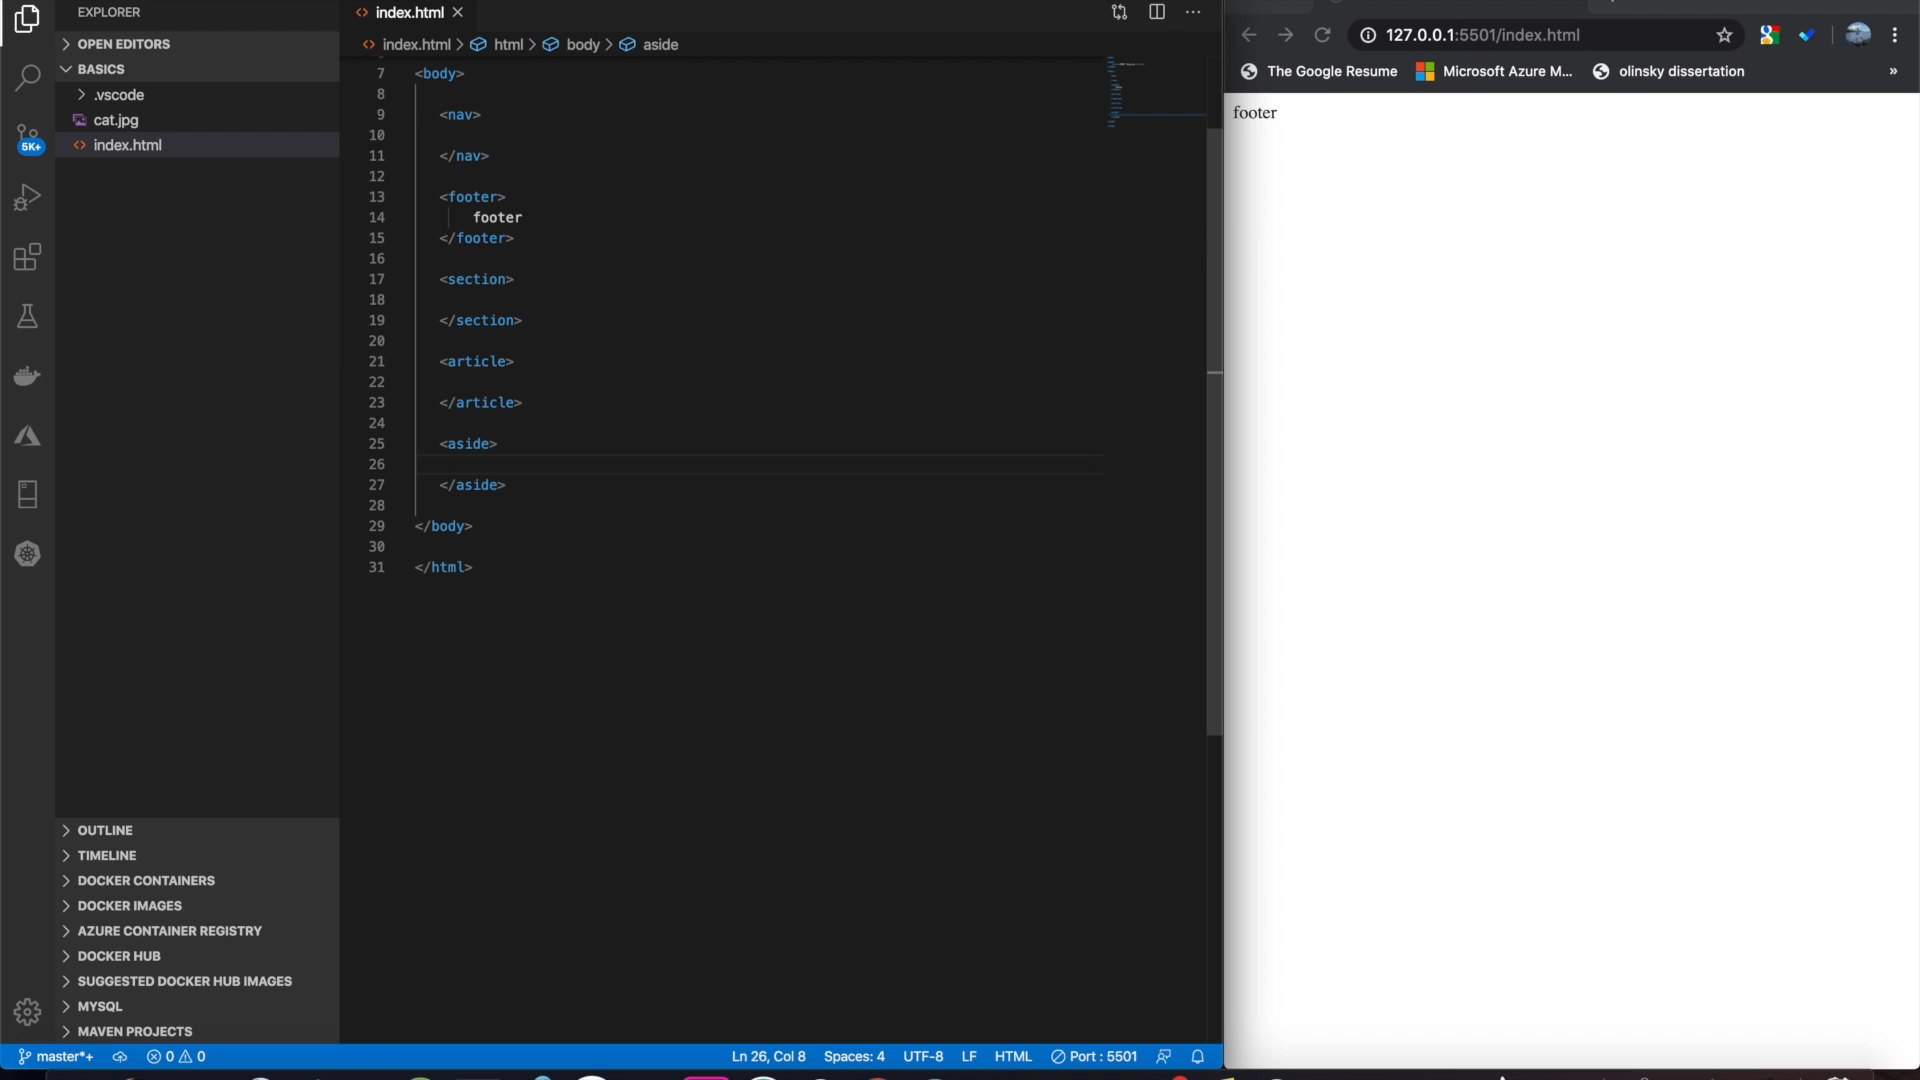 EXPLORER
OPEN EDITORS
BASICS
.vscode
cat.jpg
index.html
5K+
OUTLINE
TIMELINE
DOCKER CONTAINERS
DOCKER IMAGES
AZURE CONTAINER REGISTRY
DOCKER HUB
SUGGESTED DOCKER HUB IMAGES
MYSQL
MAVEN PROJECTS
index.html
index.html > html > body > aside
7 <body>
8
9 <nav>
10
11 </nav>
12
13 <footer>
14 footer
15 </footer>
16
17 <section>
18
19 </section>
20
21 <article>
22
23 </article>
24
25 <aside>
26
27 </aside>
28
29 </body>
30
31 </html>
master*+ 0 0 Ln 26, Col 8 Spaces: 4 UTF-8 LF HTML Port : 5501
127.0.0.1:5501/index.html
The Google Resume Microsoft Azure M... olinsky dissertation »
footer